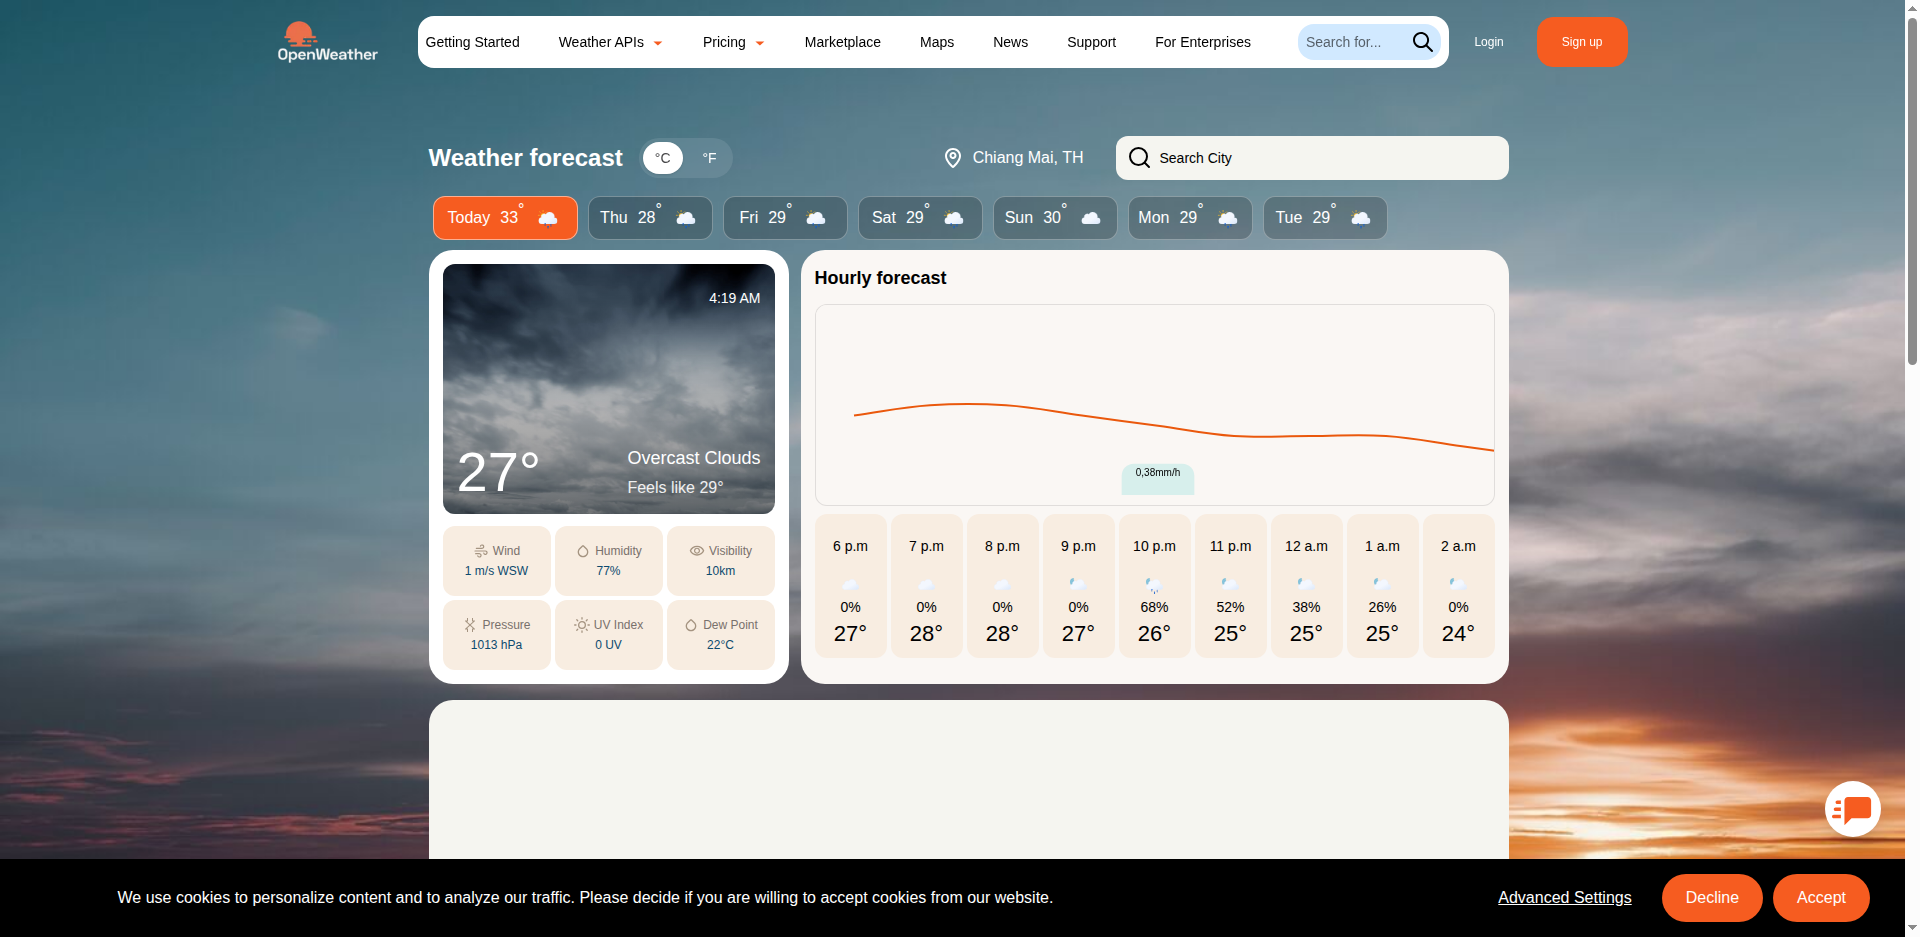 OpenWeather
Getting Started Weather APIs Pricing Marketplace Maps News Support For Enterprises Search for... Login Sign up
Weather forecast °C °F Chiang Mai, TH Search City
Today 33° Thu 28° Fri 29° Sat 29° Sun 30° Mon 29° Tue 29°
4:19 AM
27° Overcast Clouds
Feels like 29°
Wind Humidity Visibility
1 m/s WSW 77% 10km
Pressure UV Index Dew Point
1013 hPa 0 UV 22°C
Hourly forecast
0,38mm/h
6 p.m 7 p.m 8 p.m 9 p.m 10 p.m 11 p.m 12 a.m 1 a.m 2 a.m
0% 0% 0% 0% 68% 52% 38% 26% 0%
27° 28° 28° 27° 26° 25° 25° 25° 24°
We use cookies to personalize content and to analyze our traffic. Please decide if you are willing to accept cookies from our website. Advanced Settings Decline Accept